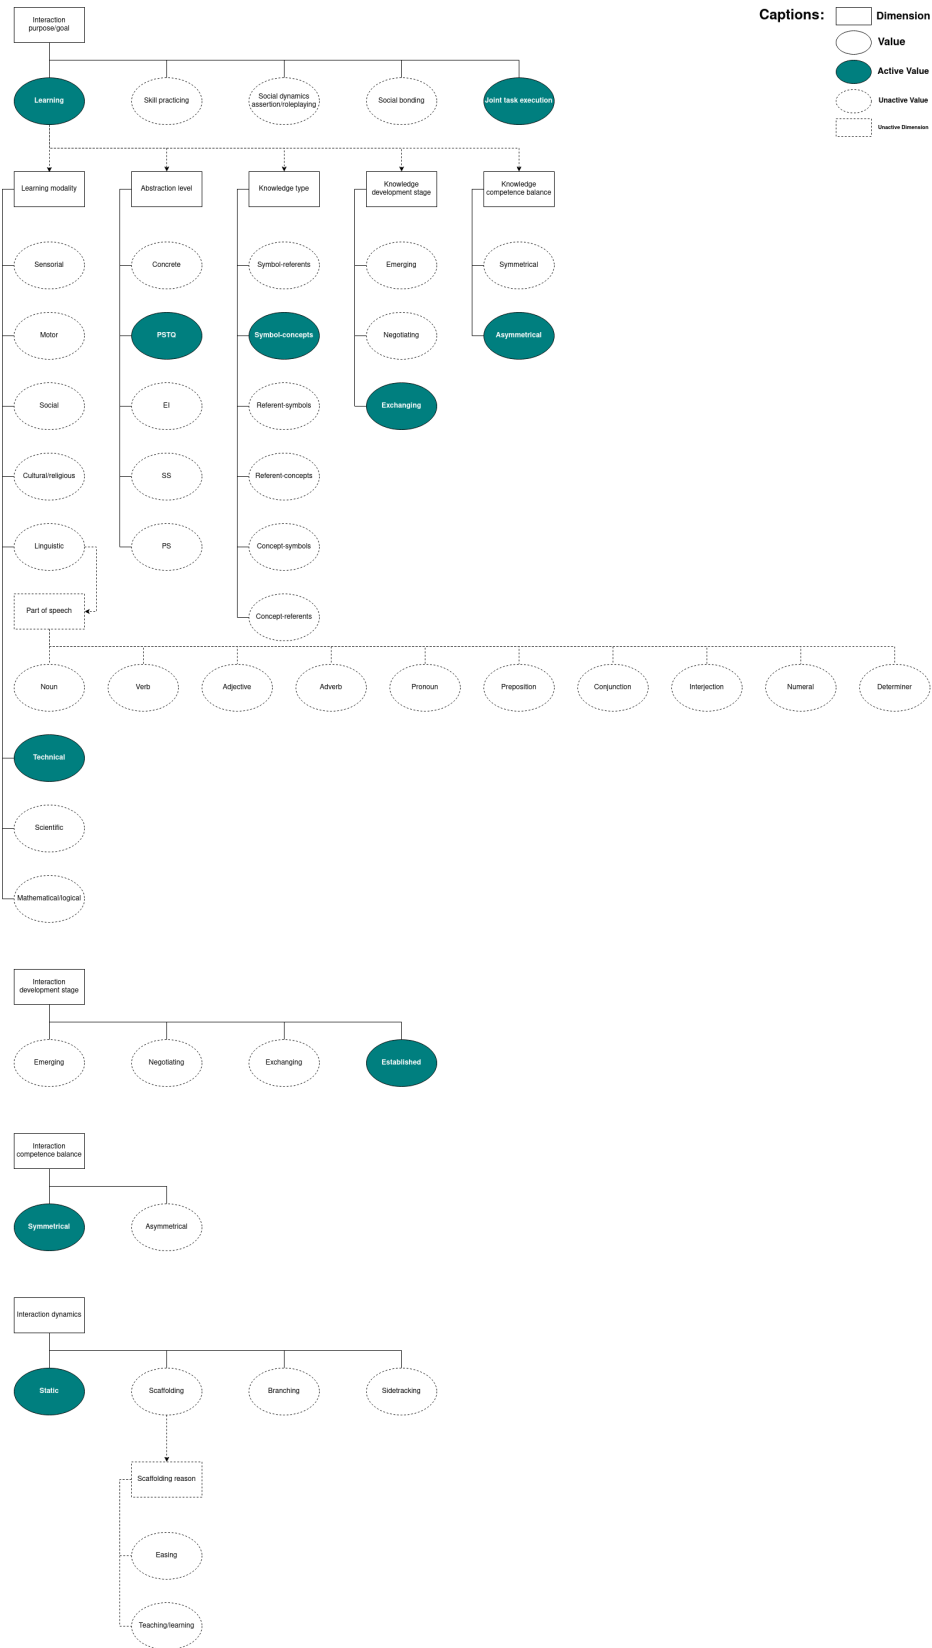 Captions:
Dimension
Value
Active Value
Unactive Value
Unactive Dimension
Interaction
purpose/goal
Learning
Skill practicing
Social dynamics
assertion/roleplaying
Social bonding
Joint task execution
Learning modality
Abstraction level
Knowledge type
Knowledge
development stage
Knowledge
competence balance
Sensorial
Concrete
Symbol-referents
Emerging
Symmetrical
Motor
PSTQ
Symbol-concepts
Negotiating
Asymmetrical
Social
EI
Referent-symbols
Exchanging
Cultural/religious
SS
Referent-concepts
Linguistic
PS
Concept-symbols
Part of speech
Concept-referents
Noun
Verb
Adjective
Adverb
Pronoun
Preposition
Conjunction
Interjection
Numeral
Determiner
Technical
Scientific
Mathematical/logical
Interaction
development stage
Emerging
Negotiating
Exchanging
Established
Interaction
competence balance
Symmetrical
Asymmetrical
Interaction dynamics
Static
Scaffolding
Branching
Sidetracking
Scaffolding reason
Easing
Teaching/learning